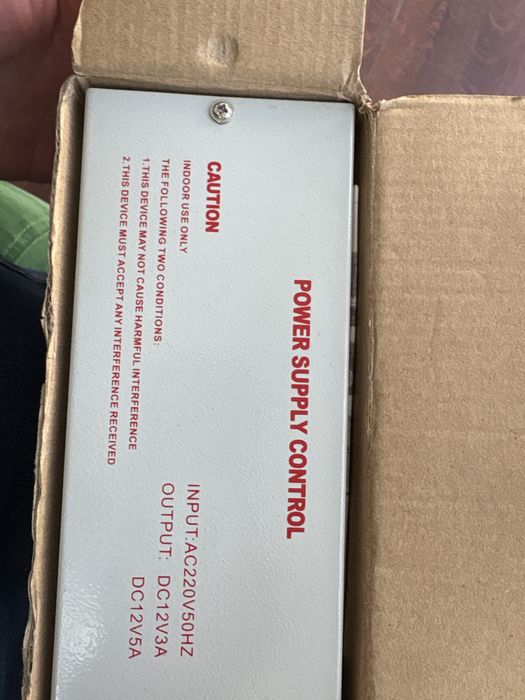 POWER SUPPLY CONTROL
CAUTION
INDOOR USE ONLY
THE FOLLOWING TWO CONDITIONS:
1.THIS DEVICE MAY NOT CAUSE HARMFUL INTERFERENCE
2.THIS DEVICE MUST ACCEPT ANY INTERFERENCE RECEIVED
INPUT:AC220V50HZ
OUTPUT: DC12V3A
DC12V5A